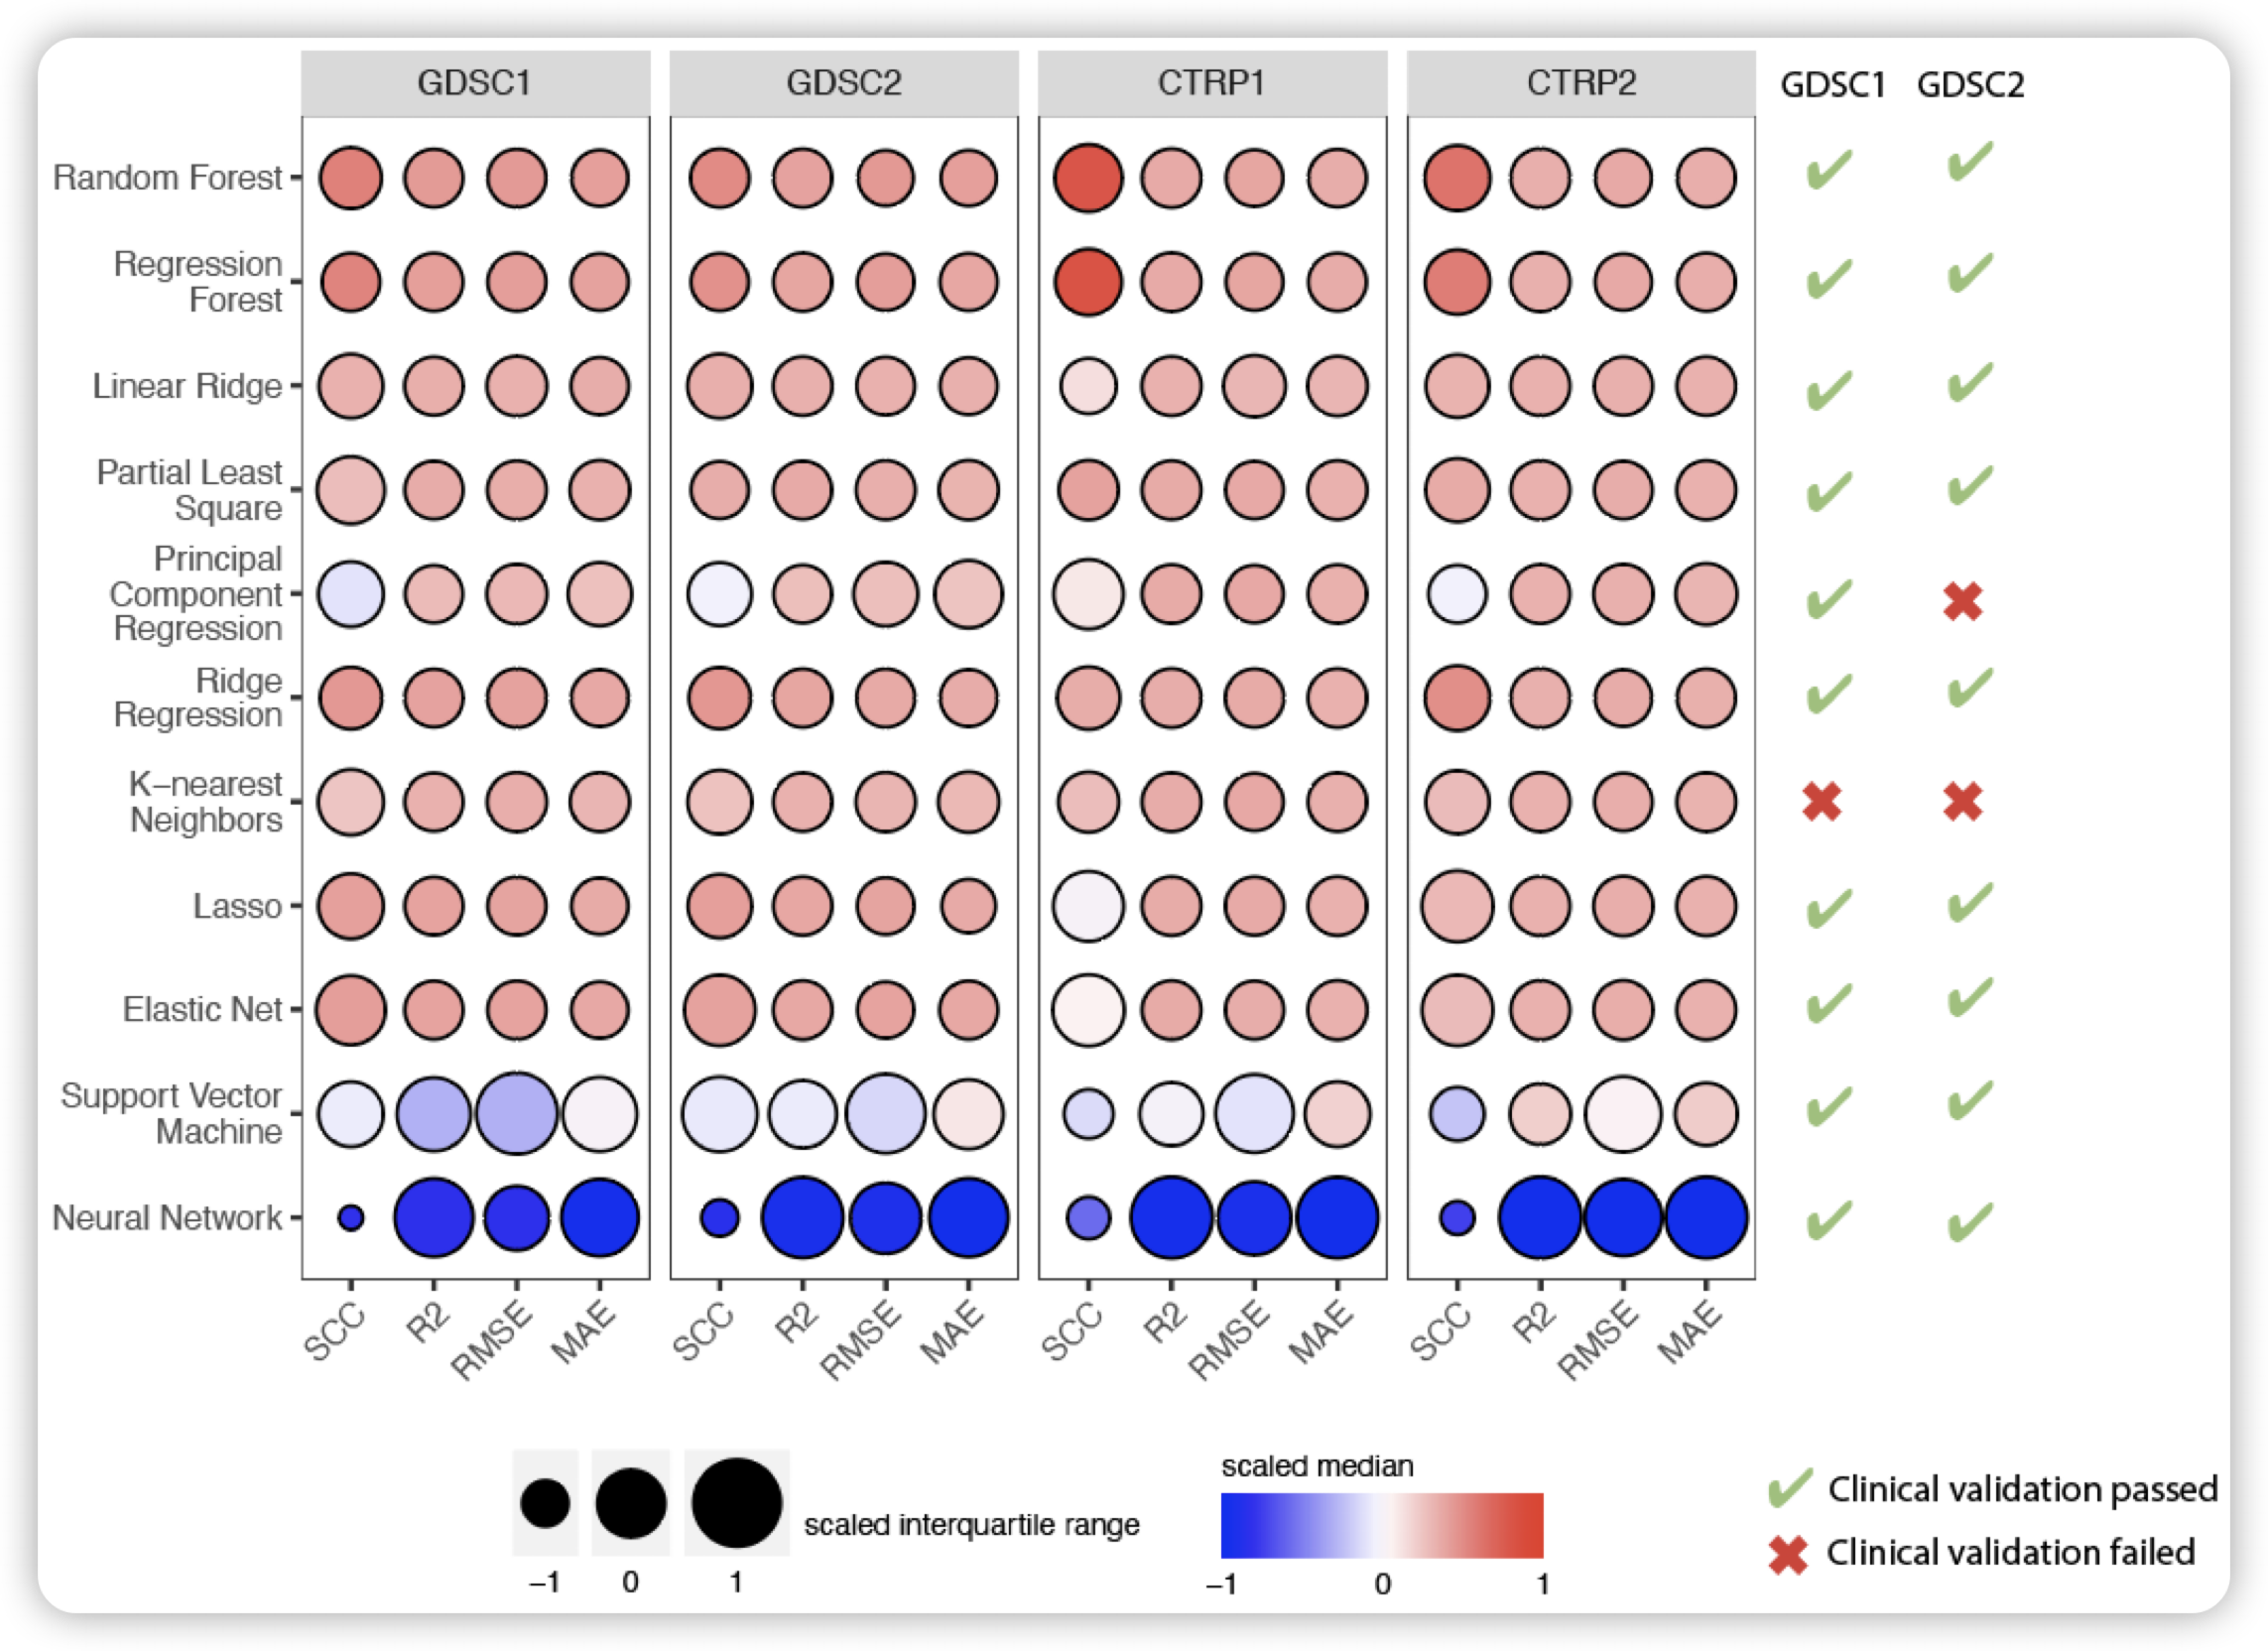 GDSC1
GDSC2
CTRP1
CTRP2
GDSC1
GDSC2
Random Forest
Regression
Forest
Linear Ridge
Partial Least
Square
Principal
Component
Regression
Ridge
Regression
K−nearest
Neighbors
Lasso
Elastic Net
Support Vector
Machine
Neural Network
SCC
R2
RMSE
MAE
SCC
R2
RMSE
MAE
SCC
R2
RMSE
MAE
SCC
R2
RMSE
MAE
−1
0
1
scaled interquartile range
scaled median
−1
0
1
Clinical validation passed
Clinical validation failed